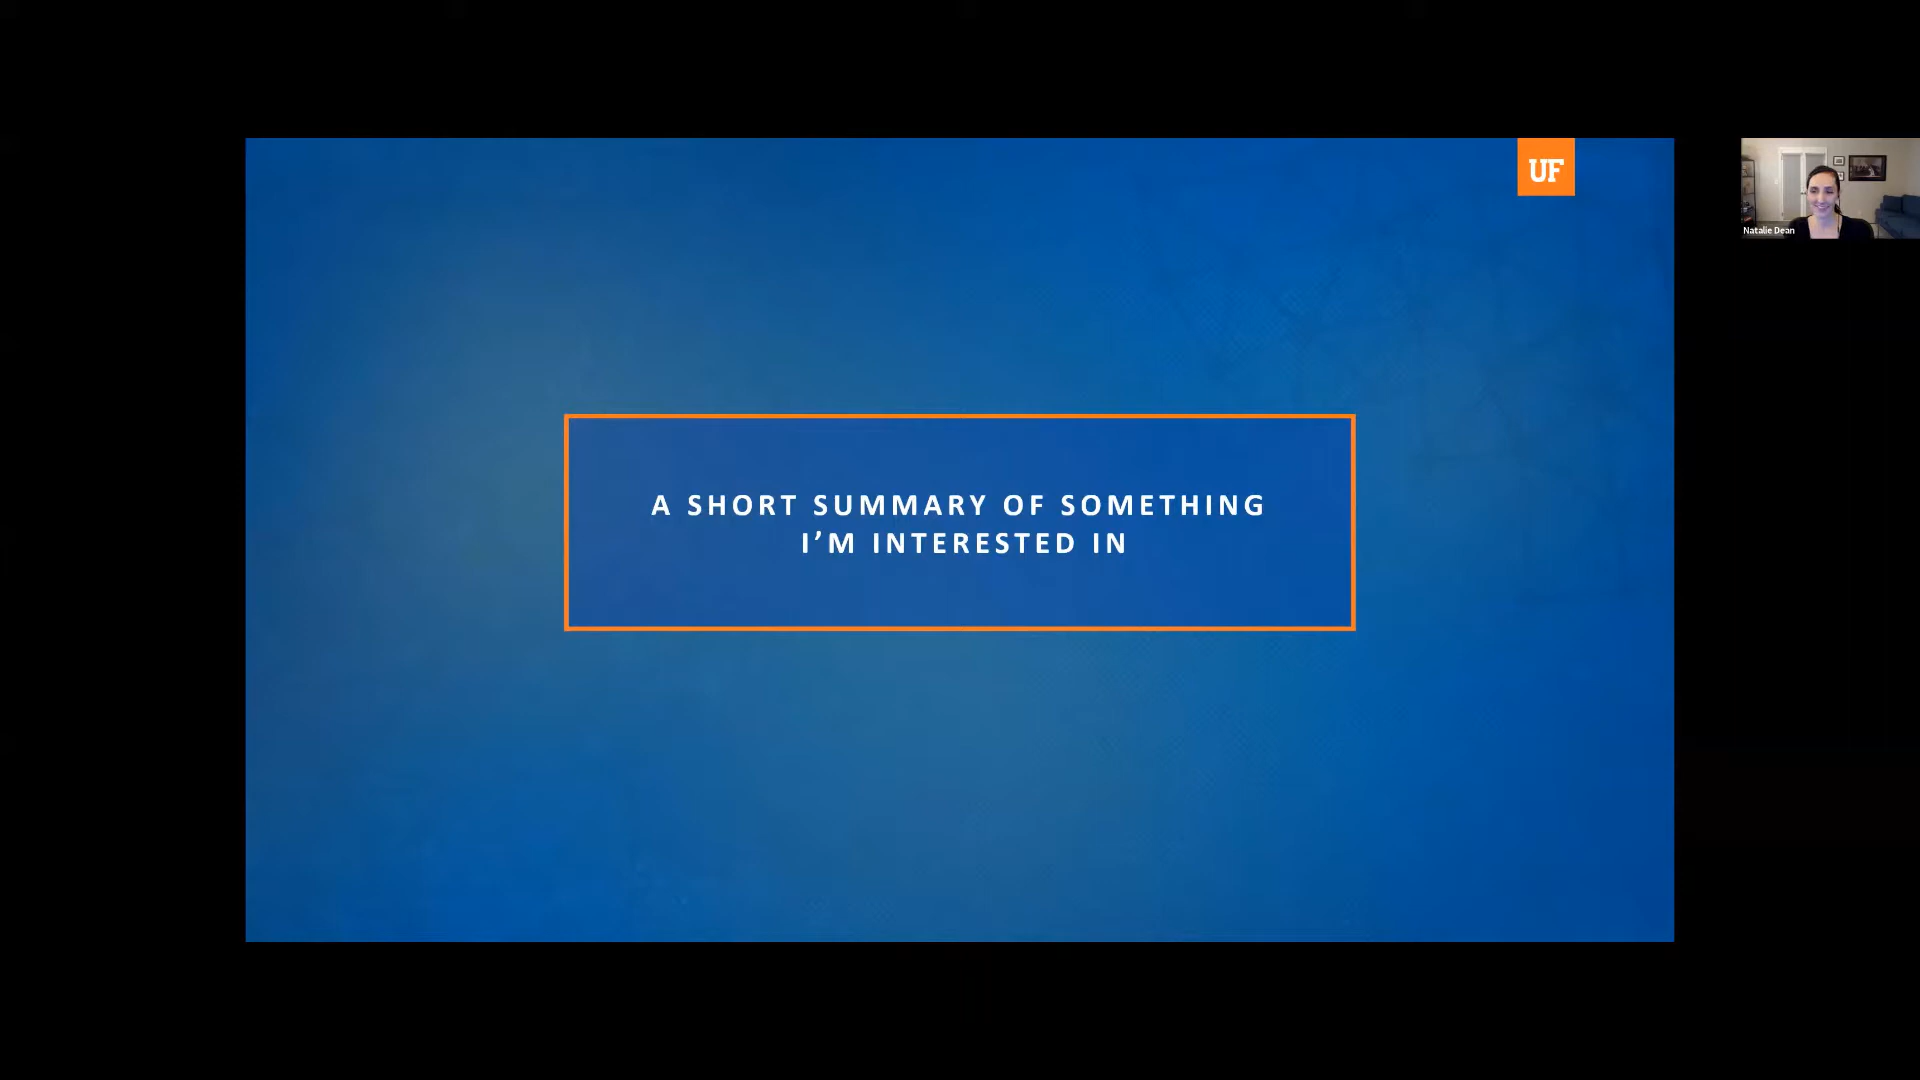 UF
Natalie Dean
A SHORT SUMMARY OF SOMETHING
I’M INTERESTED IN